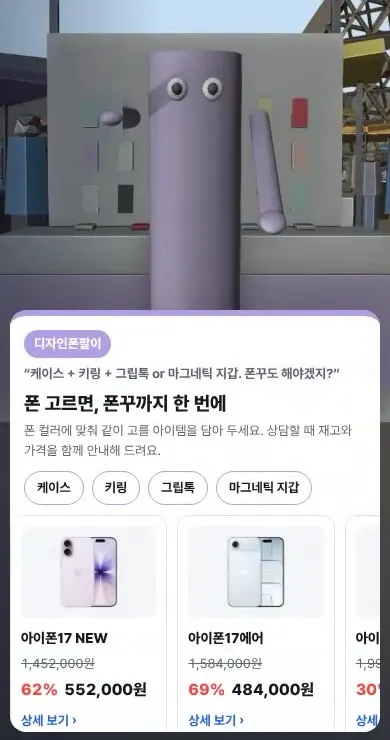 디자인폰팔이
“케이스 + 키링 + 그립톡 or 마그네틱 지갑. 폰꾸도 해야겠지?”
폰 고르면, 폰꾸까지 한 번에
폰 컬러에 맞춰 같이 고를 아이템을 담아 두세요. 상담할 때 재고와
가격을 함께 안내해 드려요.
케이스 키링 그립톡 마그네틱 지갑
아이폰17 NEW 아이폰17에어
1,452,000원 1,584,000원
62% 552,000원 69% 484,000원
상세 보기 › 상세 보기 ›